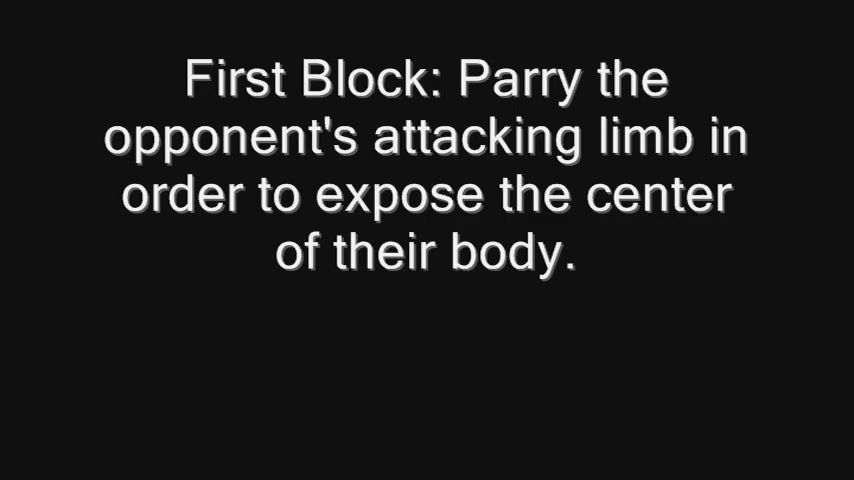 First Block: Parry the
opponent's attacking limb in
order to expose the center
of their body.